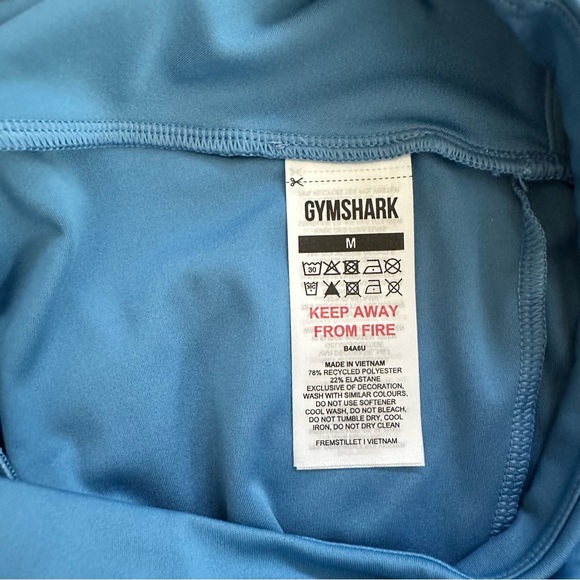 GYMSHARK
M
30
KEEP AWAY
FROM FIRE
B4A6U
MADE IN VIETNAM
78% RECYCLED POLYESTER
22% ELASTANE
EXCLUSIVE OF DECORATION,
WASH WITH SIMILAR COLOURS,
DO NOT USE SOFTENER
COOL WASH, DO NOT BLEACH,
DO NOT TUMBLE DRY, COOL
IRON, DO NOT DRY CLEAN
FREMSTILLET I VIETNAM